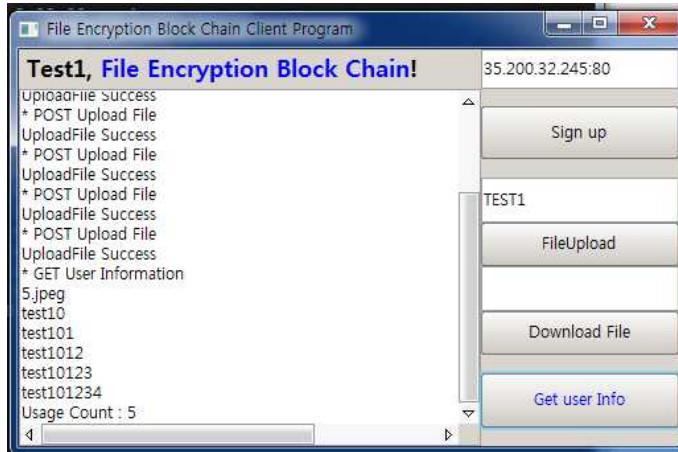 File Encryption Block Chain Client Program
Test1, File Encryption Block Chain!
35.200.32.245:80
UploadFile Success
* POST Upload File
UploadFile Success
* POST Upload File
UploadFile Success
* POST Upload File
UploadFile Success
* POST Upload File
UploadFile Success
* GET User Information
5.jpeg
test10
test101
test1012
test10123
test101234
Usage Count : 5
Sign up
TEST1
FileUpload
Download File
Get user Info